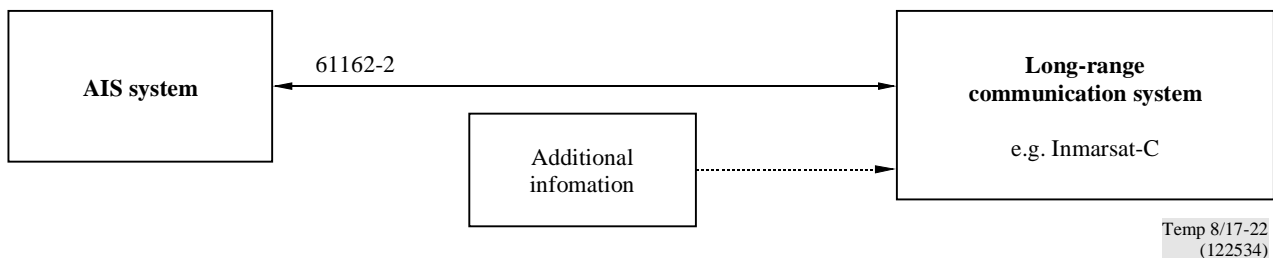 61162-2
AIS system
Long-range
communication system
e.g. Inmarsat-C
Additional
infomation
Temp 8/17-22
(122534)